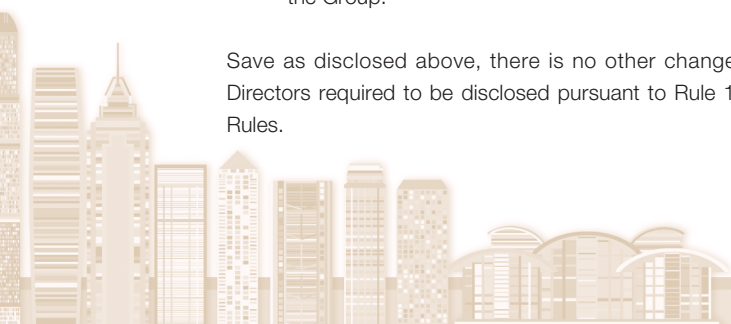 the Group.
Save as disclosed above, there is no other change
Directors required to be disclosed pursuant to Rule 1
Rules.